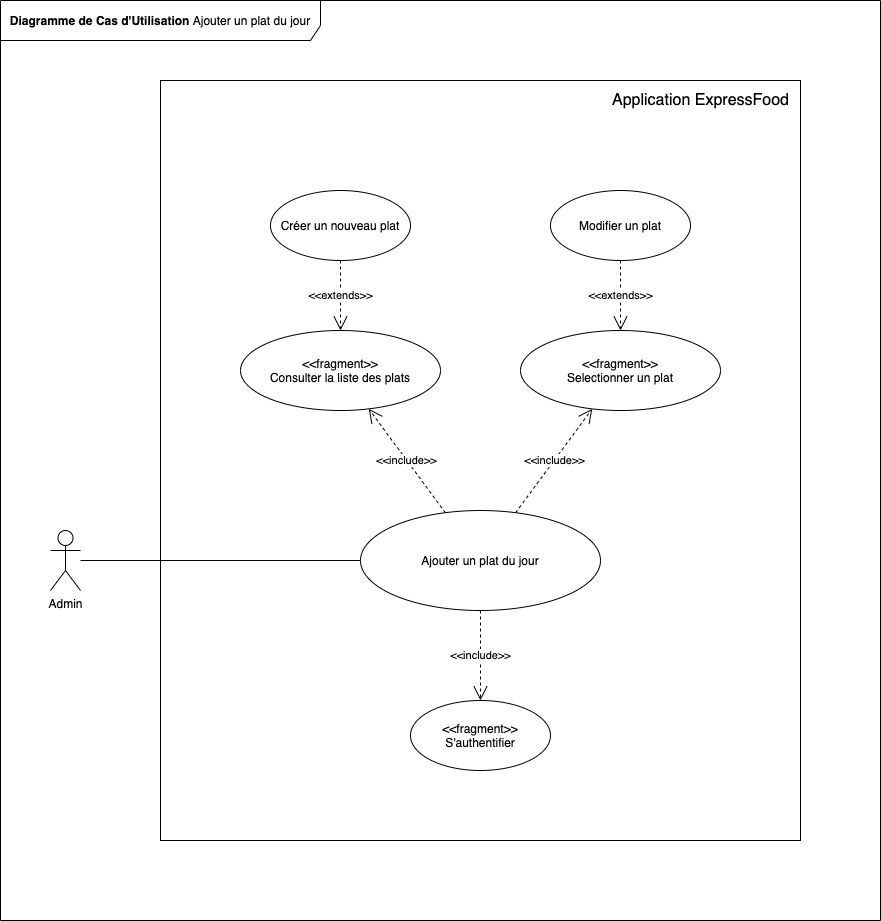 Diagramme de Cas d'Utilisation Ajouter un plat du jour
Application ExpressFood
Créer un nouveau plat
Modifier un plat
<<extends>>
<<extends>>
<<fragment>>
Consulter la liste des plats
<<fragment>>
Selectionner un plat
<<include>>
<<include>>
Ajouter un plat du jour
Admin
<<include>>
<<fragment>>
S'authentifier